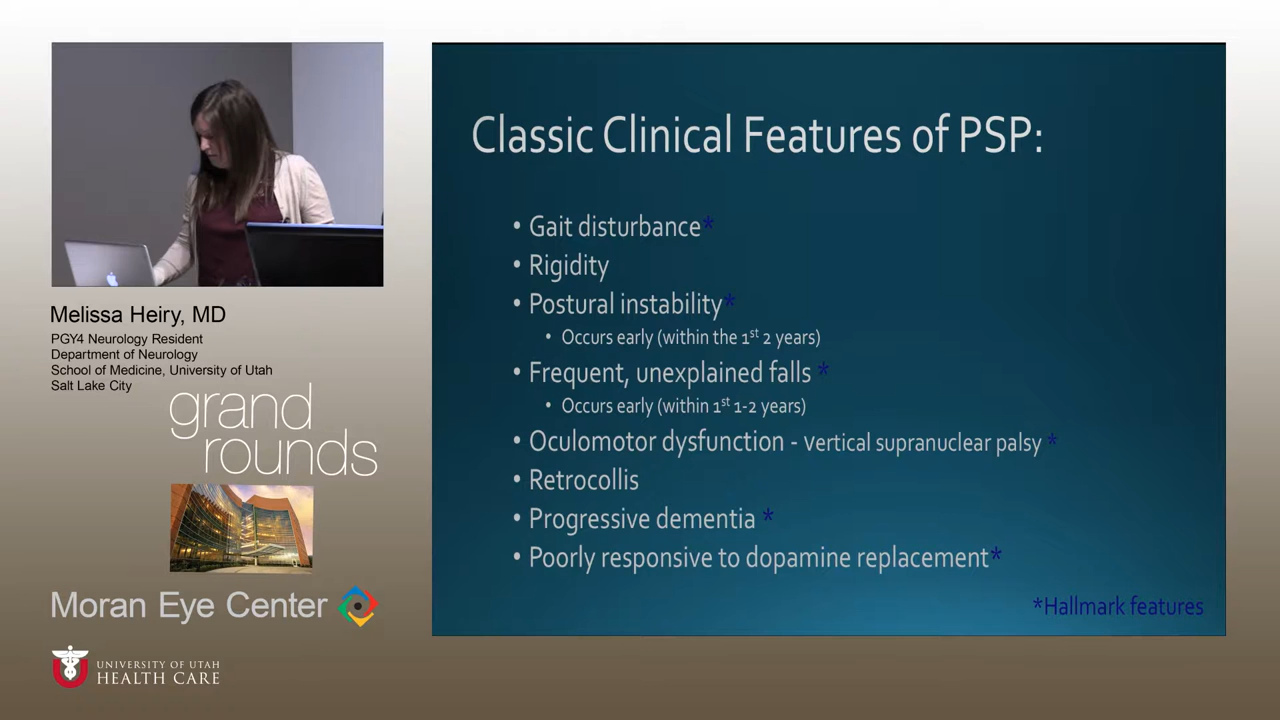 Melissa Heiry, MD
PGY4 Neurology Resident
Department of Neurology
School of Medicine, University of Utah
Salt Lake City
grand
rounds
Moran Eye Center
UNIVERSITY OF UTAH
HEALTH CARE
Classic Clinical Features of PSP:
• Gait disturbance*
• Rigidity
• Postural instability*
• Occurs early (within the 1st 2 years)
• Frequent, unexplained falls *
• Occurs early (within 1st 1-2 years)
• Oculomotor dysfunction - vertical supranuclear palsy *
• Retrocollis
• Progressive dementia *
• Poorly responsive to dopamine replacement*
*Hallmark features